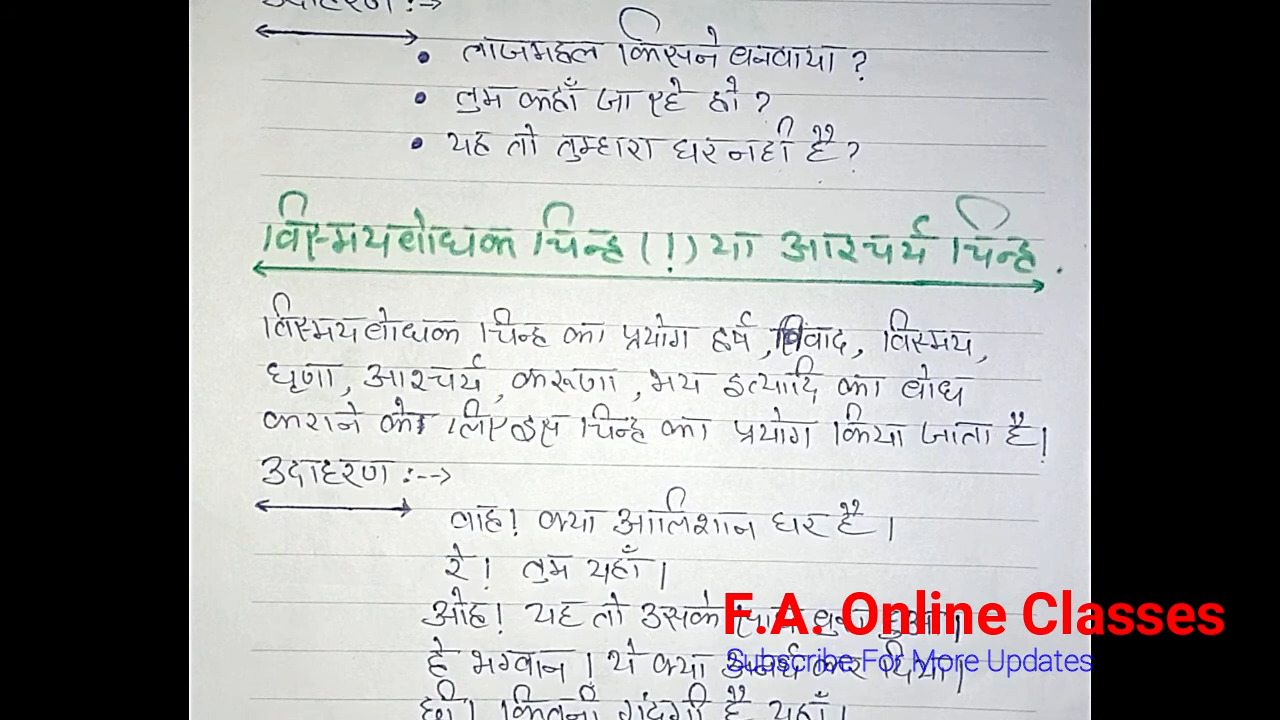 उदाहरण :->
• ताजमहल किसने बनवाया ?
• तुम कहाँ जा रहे हो ?
• यह तो तुम्हारा घर नहीं है ?
विस्मयबोधक चिन्ह (!) या आश्चर्य चिन्ह .
विस्मयबोधक चिन्ह का प्रयोग हर्ष, विवाद, विस्मय,
घृणा, आश्चर्य, करूणा, भय इत्यादि का बोध
कराने के लिए इस चिन्ह का प्रयोग किया जाता है।
उदाहरण :-->
वाह! क्या आलिशान घर है।
रे! तुम यहाँ।
ओह! यह तो उसके साथ बुरा हुआ।
हे भगवान! ये क्या अनर्थ कर दिया।
छी! कितनी गंदगी है यहाँ।
F.A. Online Classes
Subscribe For More Updates